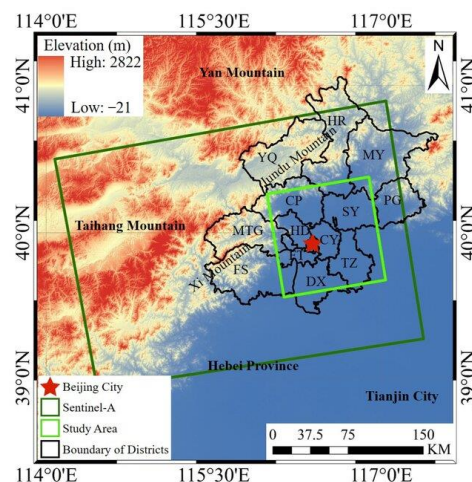 114°0'E 115°30'E 117°0'E
Elevation (m)
High: 2822
Low: −21
N
Yan Mountain
41°0'N 41°0'N
HR
YQ
Jundu Mountain
MY
CP
PG
SY
40°0'N 40°0'N
Taihang Mountain
MTG
HD
CY
Xi Mountain
FS
TZ
DX
Hebei Province
39°0'N 39°0'N
Beijing City
Sentinel-A
Study Area
Boundary of Districts
Tianjin City
0 37.5 75 150
KM
114°0'E 115°30'E 117°0'E